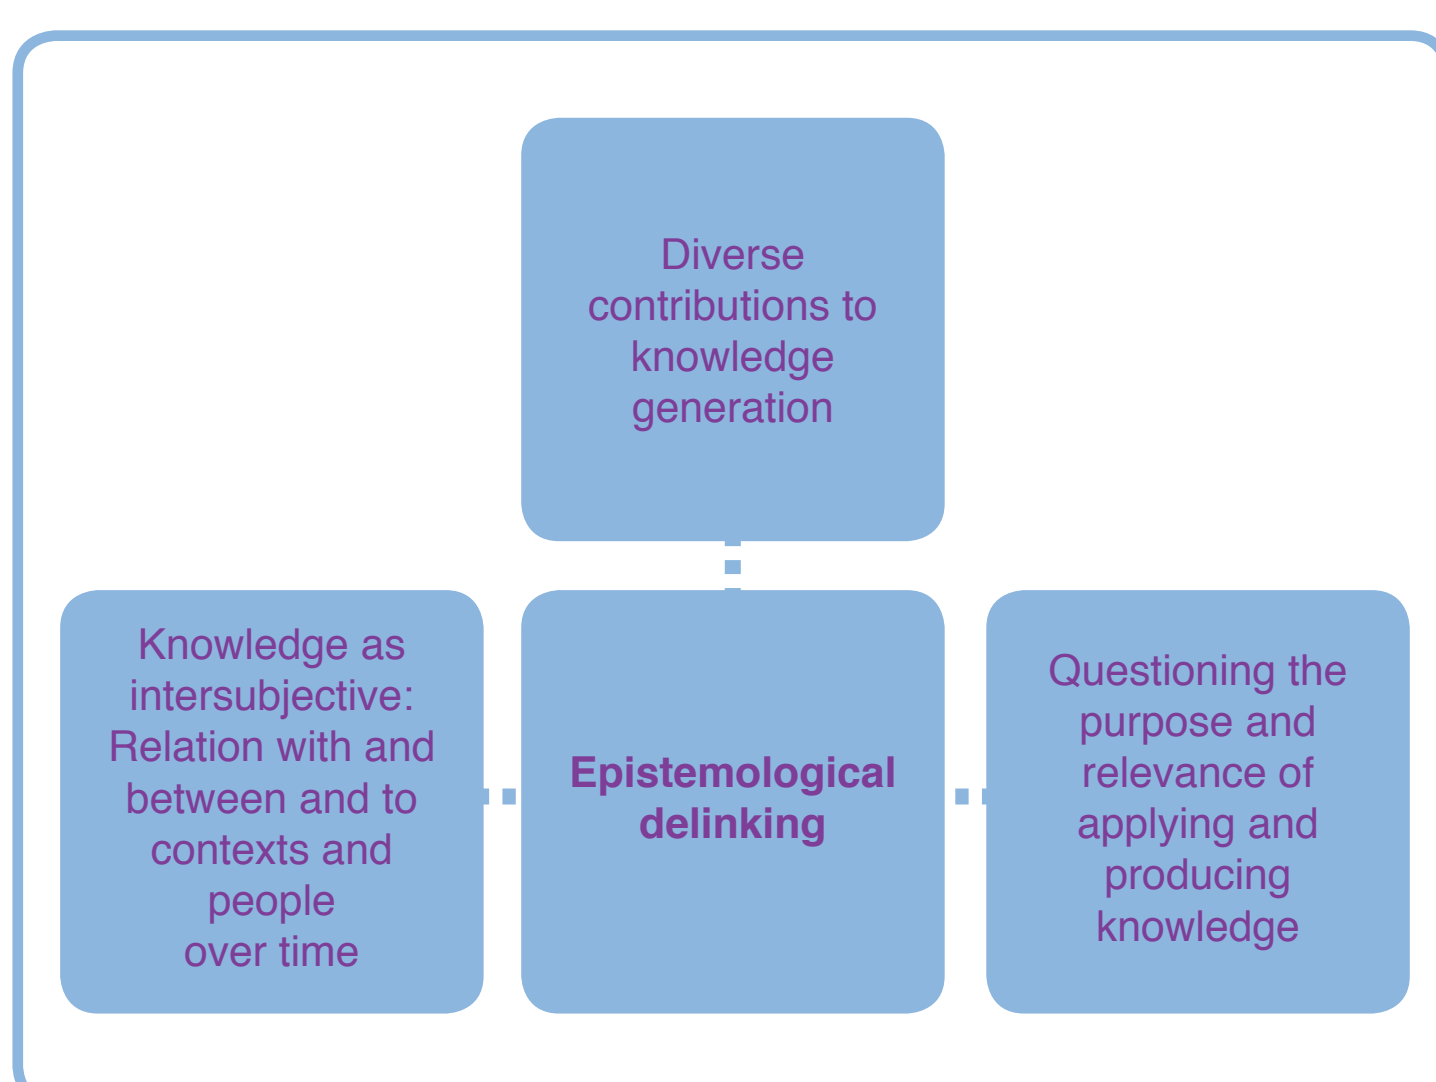 Diverse
contributions to
knowledge
generation
Knowledge as
intersubjective:
Relation with and
between and to
contexts and
people
over time
Epistemological
delinking
Questioning the
purpose and
relevance of
applying and
producing
knowledge